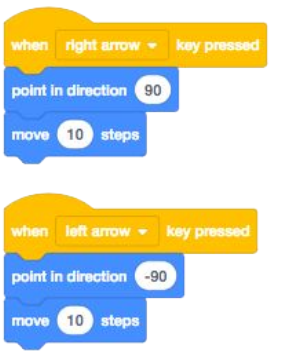 when right arrow key pressed
point in direction 90
move 10 steps
when left arrow key pressed
point in direction -90
move 10 steps